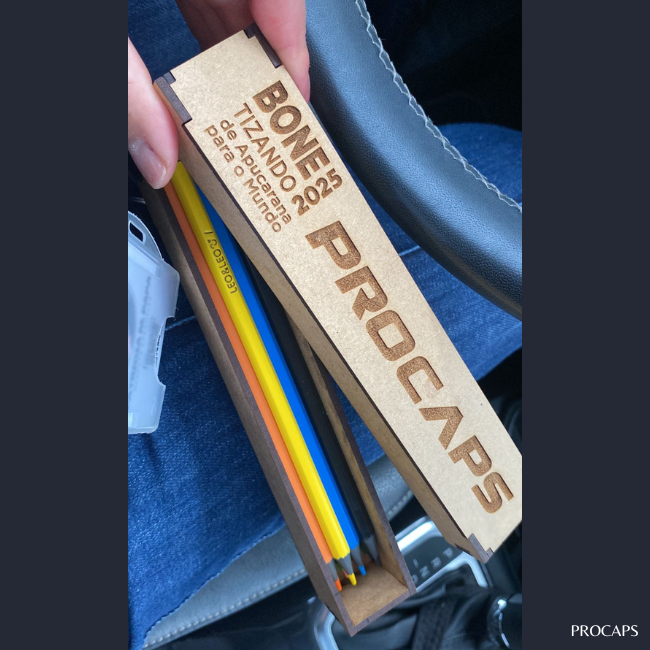 BONE
TIZANDO
de Apucarana
para o Mundo
2025
PROCAPS
LEO&LEO
PROCAPS